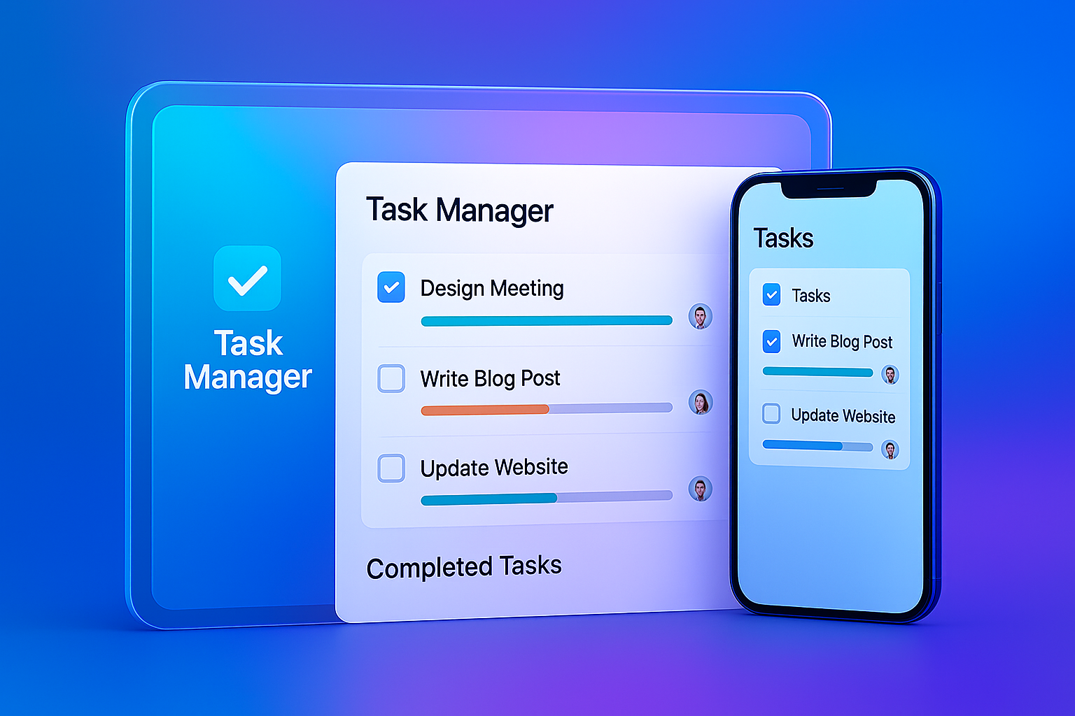 Task
Manager
Task Manager
Design Meeting
Write Blog Post
Update Website
Completed Tasks
Tasks
Tasks
Write Blog Post
Update Website